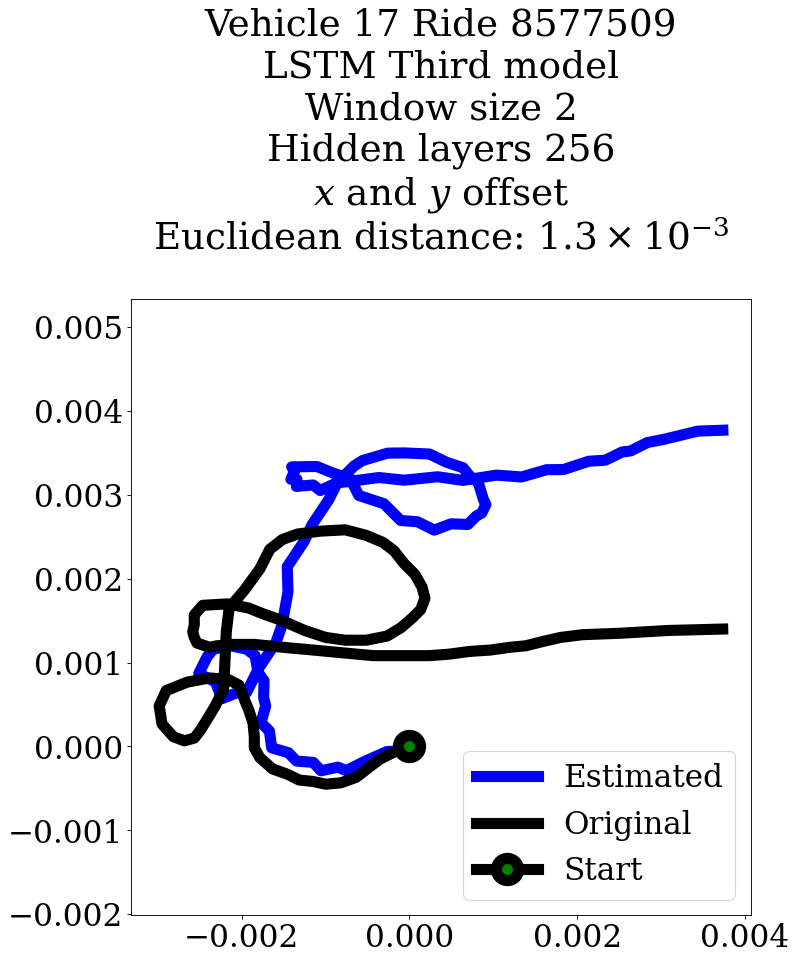 Vehicle 17 Ride 8577509
LSTM Third model
Window size 2
Hidden layers 256
x and y offset
Euclidean distance: 1.3 × 10⁻³
0.005
0.004
0.003
0.002
0.001
0.000
−0.001
−0.002
Estimated
Original
Start
−0.002 0.000 0.002 0.004